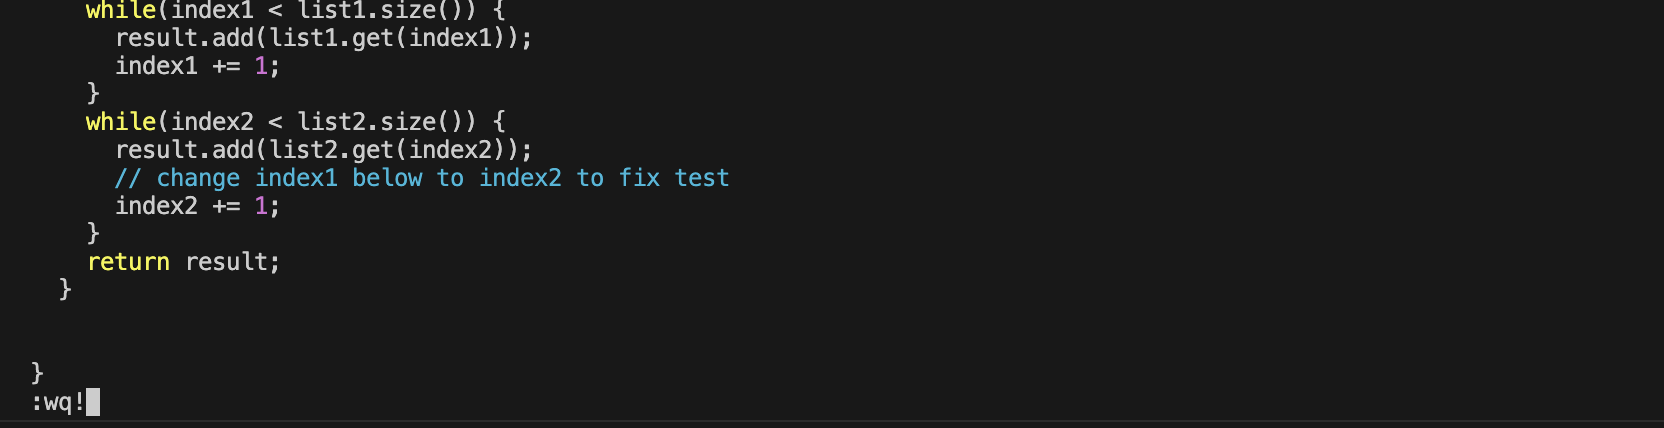 while(index1 < list1.size()) {
result.add(list1.get(index1));
index1 += 1;
}
while(index2 < list2.size()) {
result.add(list2.get(index2));
// change index1 below to index2 to fix test
index2 += 1;
}
return result;
}
}
:wq!